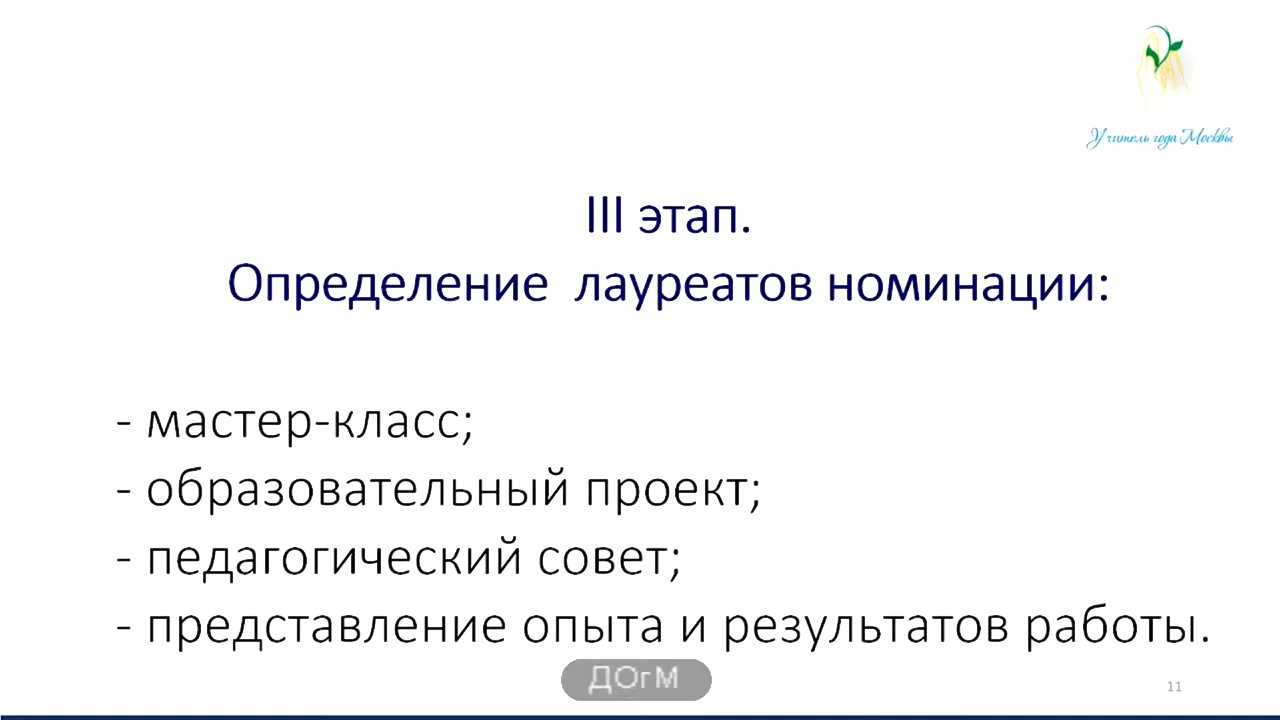 Учитель года Москвы
III этап.
Определение лауреатов номинации:
- мастер-класс;
- образовательный проект;
- педагогический совет;
- представление опыта и результатов работы.
ДОгМ
11